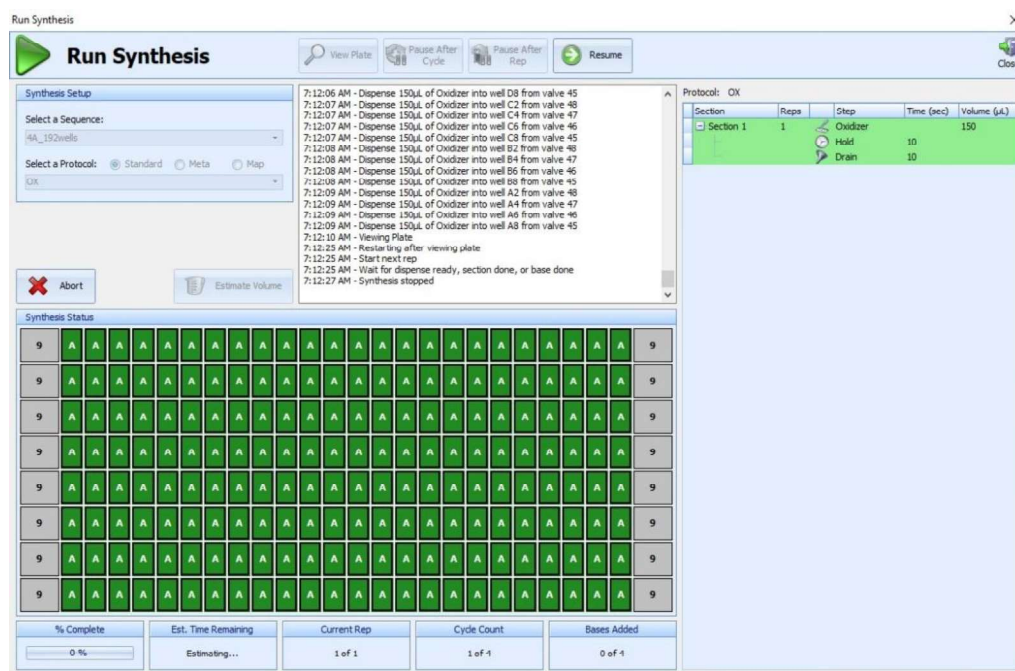 Run Synthesis
Run Synthesis
View Plate
Pause After Cycle
Pause After Rep
Resume
Close
Synthesis Setup
Select a Sequence:
4A_192wells
Select a Protocol: Standard Meta Map
OX
Abort
Estimate Volume
7:12:06 AM - Dispense 150µL of Oxidizer into well D8 from valve 45
7:12:07 AM - Dispense 150µL of Oxidizer into well C2 from valve 48
7:12:07 AM - Dispense 150µL of Oxidizer into well C4 from valve 47
7:12:07 AM - Dispense 150µL of Oxidizer into well C6 from valve 46
7:12:07 AM - Dispense 150µL of Oxidizer into well C8 from valve 45
7:12:08 AM - Dispense 150µL of Oxidizer into well B2 from valve 48
7:12:08 AM - Dispense 150µL of Oxidizer into well B4 from valve 47
7:12:08 AM - Dispense 150µL of Oxidizer into well B6 from valve 46
7:12:08 AM - Dispense 150µL of Oxidizer into well B8 from valve 45
7:12:09 AM - Dispense 150µL of Oxidizer into well A2 from valve 48
7:12:09 AM - Dispense 150µL of Oxidizer into well A4 from valve 47
7:12:09 AM - Dispense 150µL of Oxidizer into well A6 from valve 46
7:12:09 AM - Dispense 150µL of Oxidizer into well A8 from valve 45
7:12:10 AM - Viewing Plate
7:12:25 AM - Restarting after viewing plate
7:12:25 AM - Start next rep
7:12:25 AM - Wait for dispense ready, section done, or base done
7:12:27 AM - Synthesis stopped
Protocol: OX
Section Reps Step Time (sec) Volume (µL)
Section 1 1 Oxidizer 150
Hold 10
Drain 10
Synthesis Status
9 A A A A A A A A A A A A A A A A A A A A A A A A 9
9 A A A A A A A A A A A A A A A A A A A A A A A A 9
9 A A A A A A A A A A A A A A A A A A A A A A A A 9
9 A A A A A A A A A A A A A A A A A A A A A A A A 9
9 A A A A A A A A A A A A A A A A A A A A A A A A 9
9 A A A A A A A A A A A A A A A A A A A A A A A A 9
9 A A A A A A A A A A A A A A A A A A A A A A A A 9
9 A A A A A A A A A A A A A A A A A A A A A A A A 9
% Complete Est. Time Remaining Current Rep Cycle Count Bases Added
0 % Estimating... 1 of 1 1 of 4 0 of 4